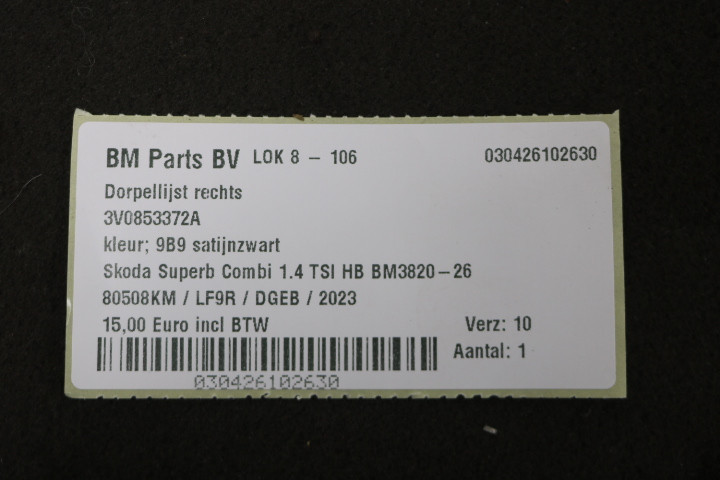 BM Parts BV LOK 8 - 106 030426102630
Dorpellijst rechts
3V0853372A
kleur; 9B9 satijnzwart
Skoda Superb Combi 1.4 TSI HB BM3820-26
80508KM / LF9R / DGEB / 2023
15,00 Euro incl BTW Verz: 10
Aantal: 1
030426102630